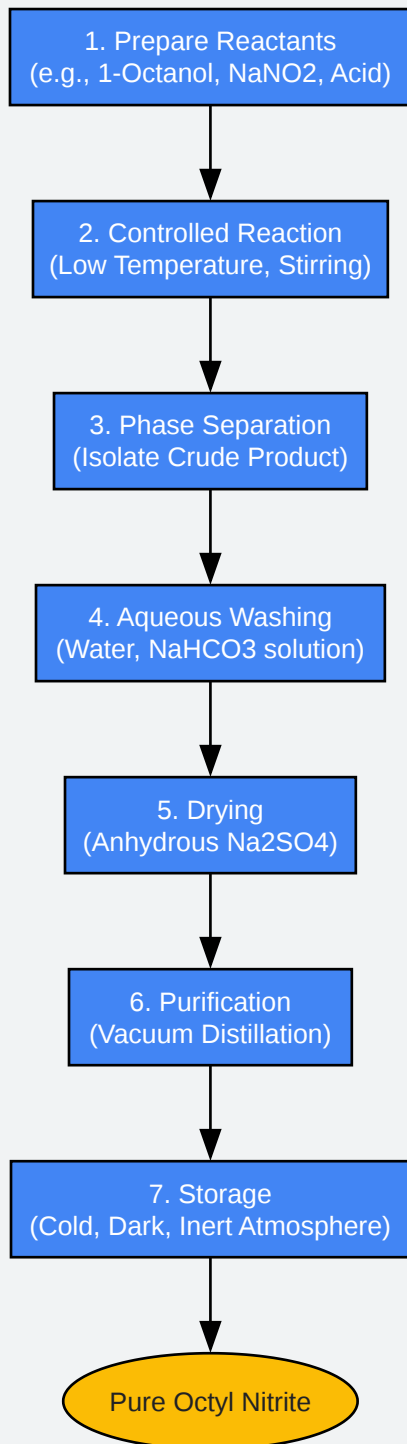 1. Prepare Reactants
(e.g., 1-Octanol, NaNO2, Acid)
2. Controlled Reaction
(Low Temperature, Stirring)
3. Phase Separation
(Isolate Crude Product)
4. Aqueous Washing
(Water, NaHCO3 solution)
5. Drying
(Anhydrous Na2SO4)
6. Purification
(Vacuum Distillation)
7. Storage
(Cold, Dark, Inert Atmosphere)
Pure Octyl Nitrite